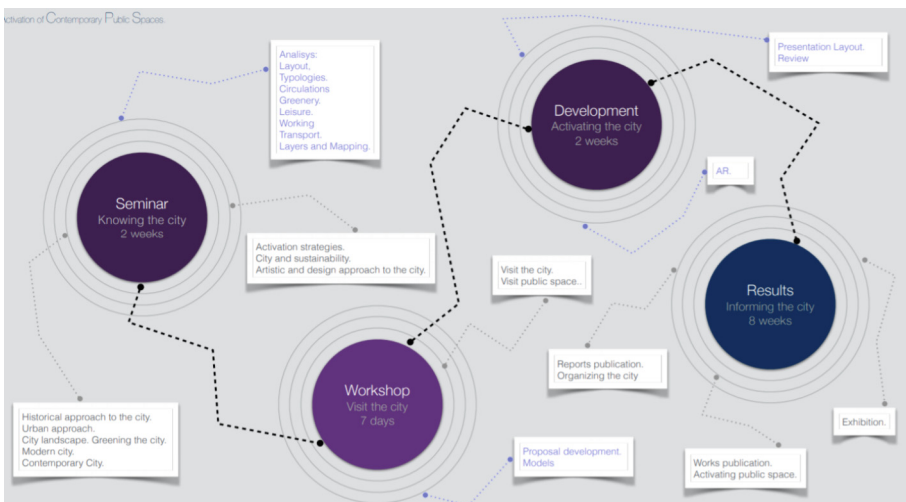 ctivation of Contemporary Public Spaces.
Analisys:
Layout,
Typologies.
Circulations
Greenery.
Leisure.
Working
Transport.
Layers and Mapping.
Presentation Layout.
Review
Development
Activating the city
2 weeks
AR.
Seminar
Knowing the city
2 weeks
Activation strategies.
City and sustainability.
Artistic and design approach to the city.
Visit the city.
Visit public space..
Results
Informing the city
8 weeks
Reports publication.
Organizing the city
Workshop
Visit the city
7 days
Historical approach to the city.
Urban approach.
City landscape. Greening the city.
Modern city.
Contemporary City.
Exhibition.
Proposal development.
Models
Works publication.
Activating public space.